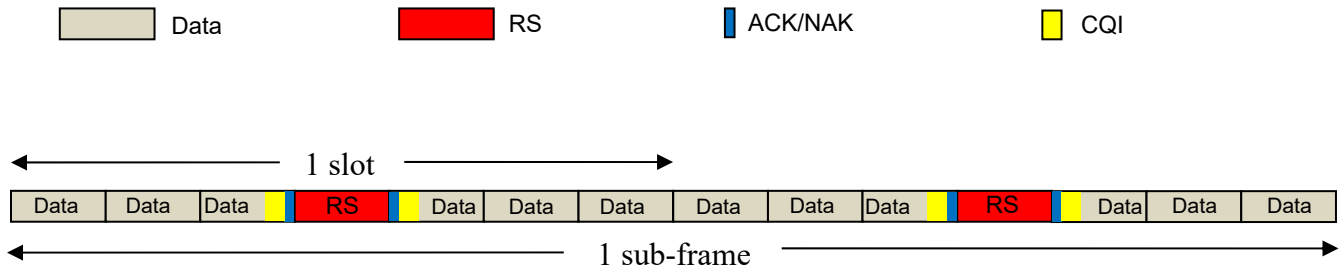 Data RS ACK/NAK CQI
1 slot
Data Data Data RS Data Data Data Data Data Data RS Data Data Data
1 sub-frame